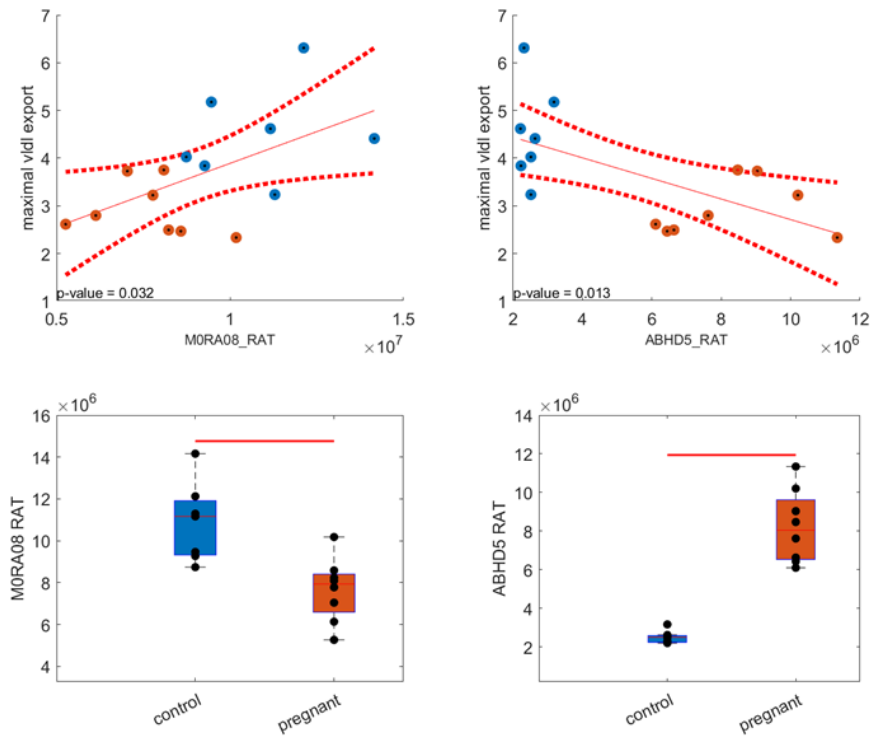 7
6
5
4
3
2
1
maximal vldl export
p-value = 0.032
0.5 1 1.5
M0RA08_RAT
×10^7
7
6
5
4
3
2
1
maximal vldl export
p-value = 0.013
2 4 6 8 10 12
ABHD5_RAT
×10^6
×10^6
16
14
12
10
8
6
4
M0RA08 RAT
control pregnant
×10^6
14
12
10
8
6
4
2
ABHD5 RAT
control pregnant